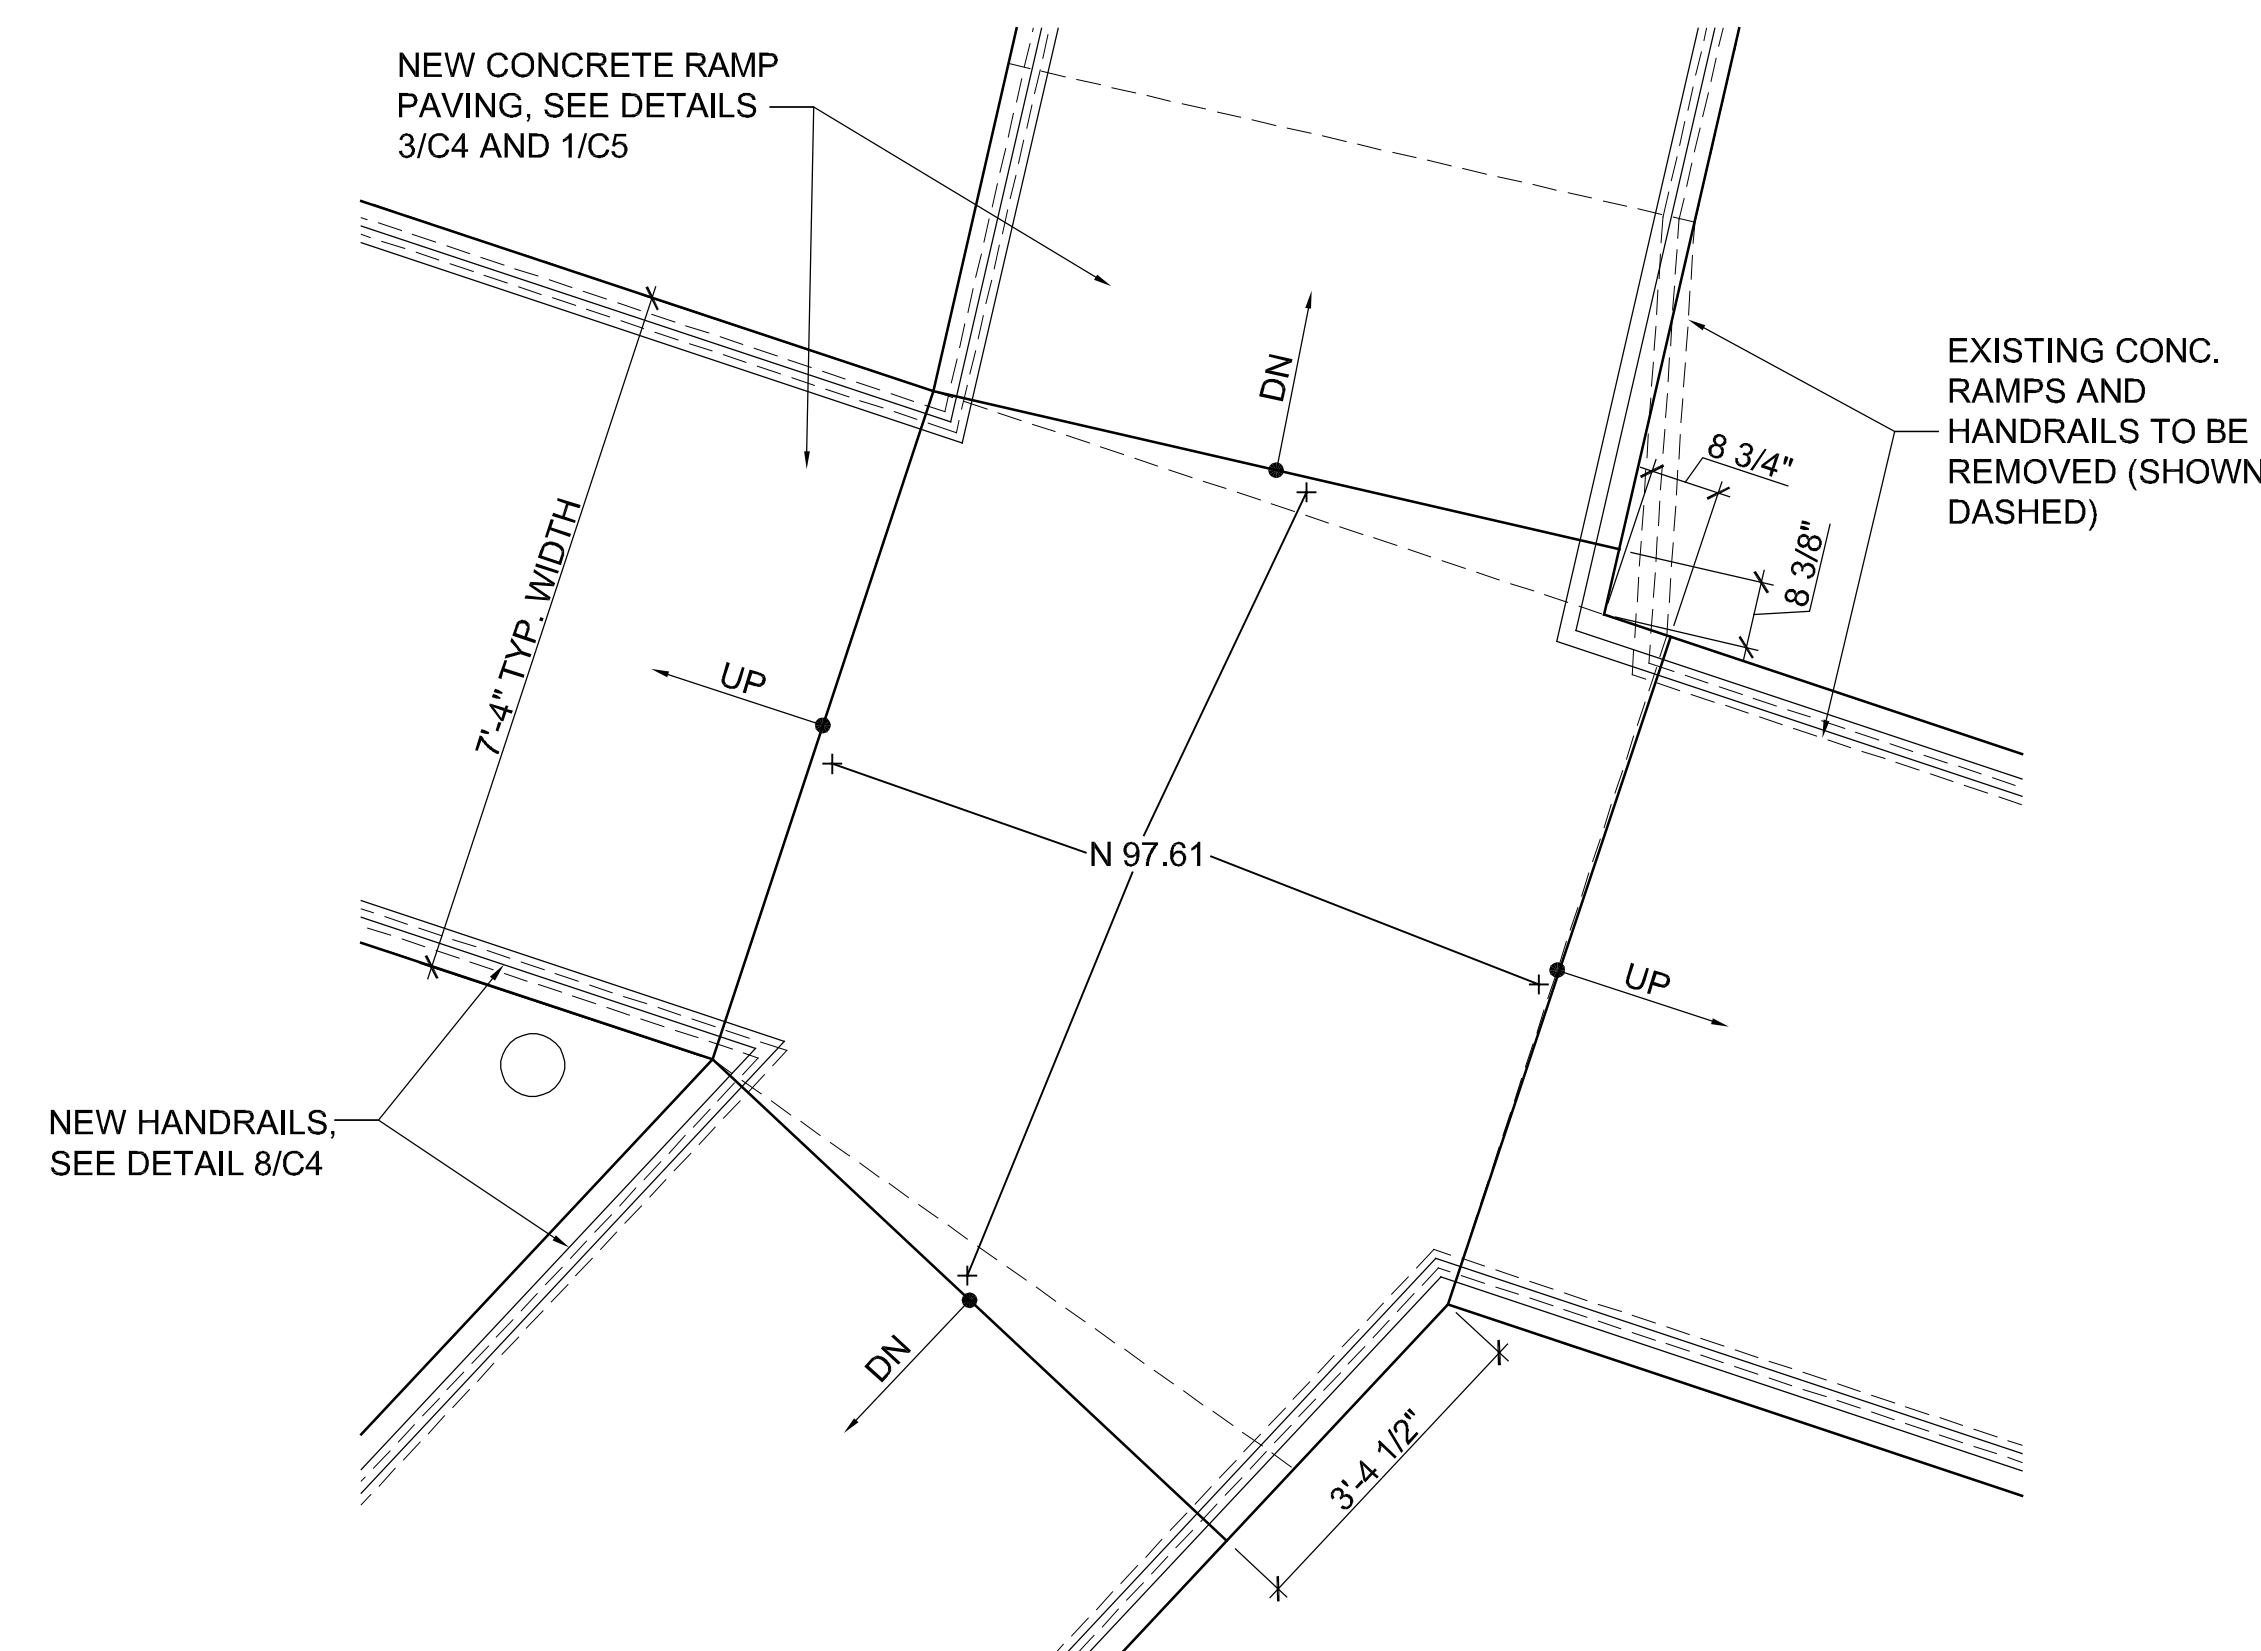 NEW CONCRETE RAMP
PAVING, SEE DETAILS
3/C4 AND 1/C5
DN
EXISTING CONC.
RAMPS AND
HANDRAILS TO BE
REMOVED (SHOWN
DASHED)
8 3/4"
8 3/8"
7'-4" TYP. WIDTH
UP
N 97.61
UP
NEW HANDRAILS,
SEE DETAIL 8/C4
DN
3'-4 1/2"